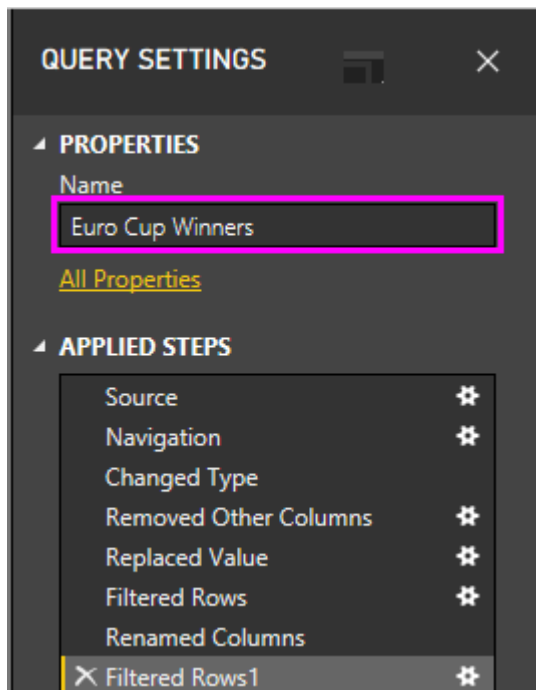 QUERY SETTINGS
PROPERTIES
Name
Euro Cup Winners
All Properties
APPLIED STEPS
Source
Navigation
Changed Type
Removed Other Columns
Replaced Value
Filtered Rows
Renamed Columns
Filtered Rows1